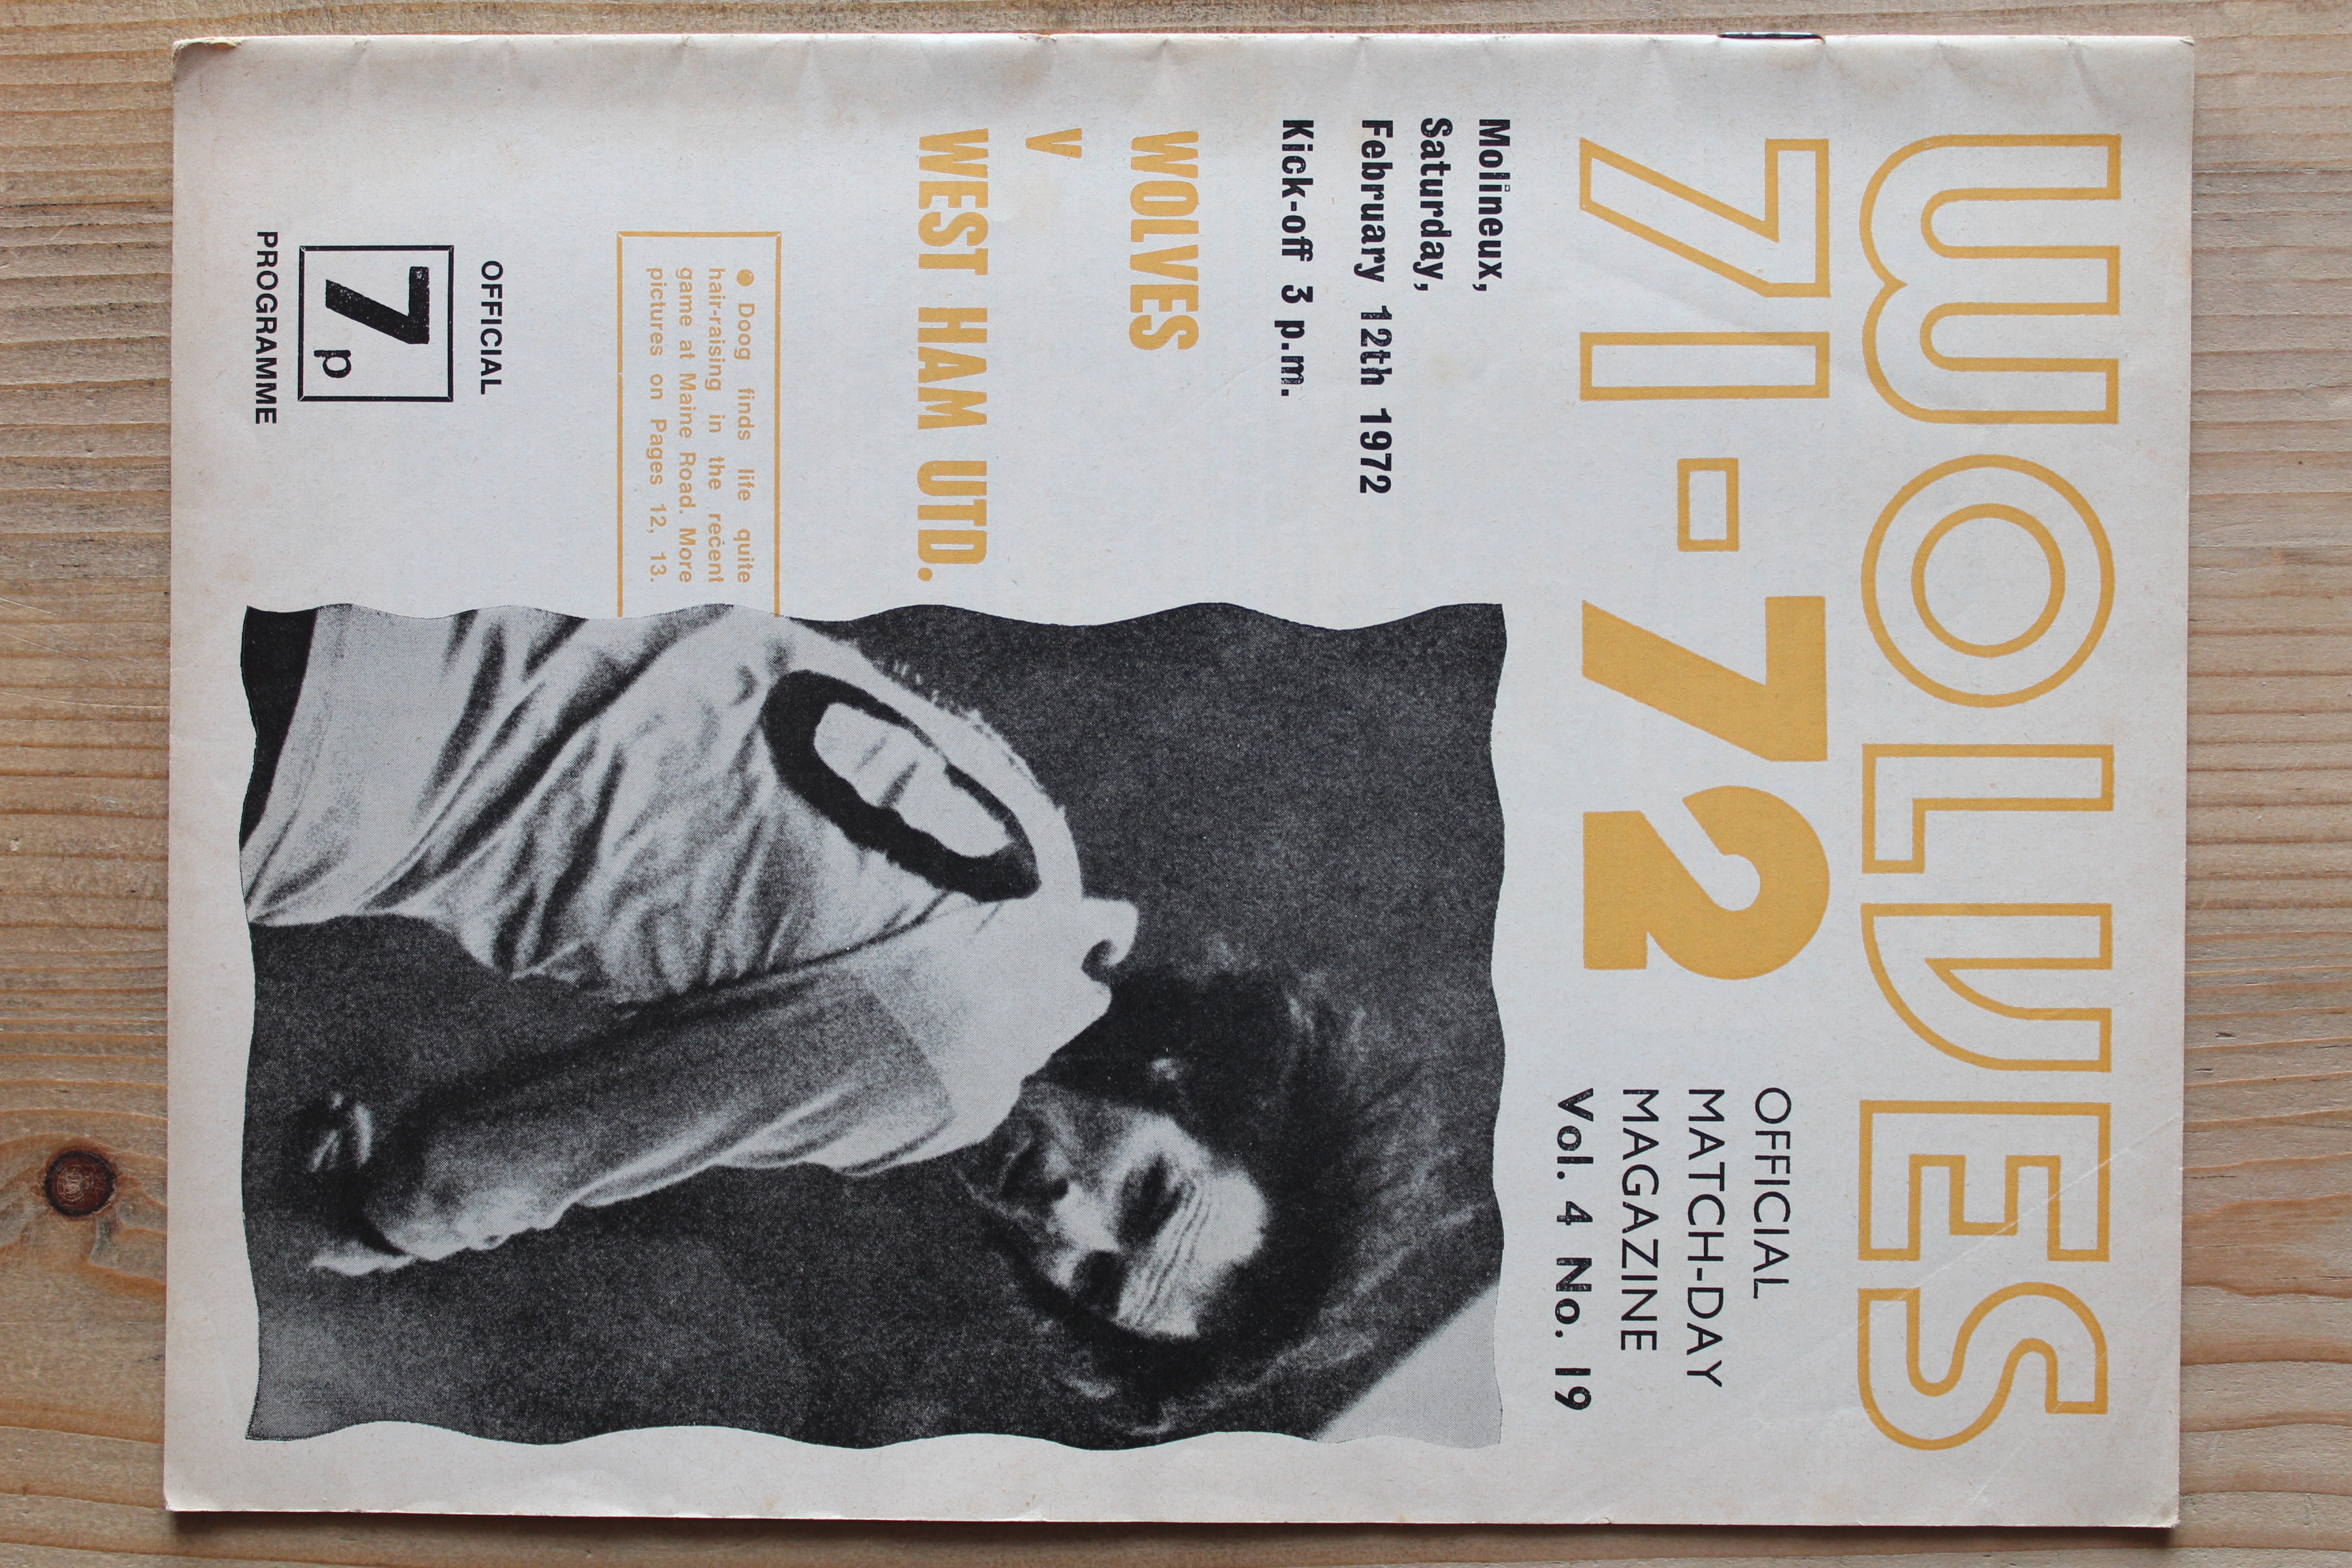 WOLVES
71-72
OFFICIAL
MATCH-DAY
MAGAZINE
Vol. 4 No. 19
Molineux,
Saturday,
February 12th 1972
Kick-off 3 p.m.
WOLVES
V
WEST HAM UTD.
● Doog finds life quite
hair-raising in the recent
game at Maine Road. More
pictures on Pages 12, 13.
OFFICIAL
7p
PROGRAMME